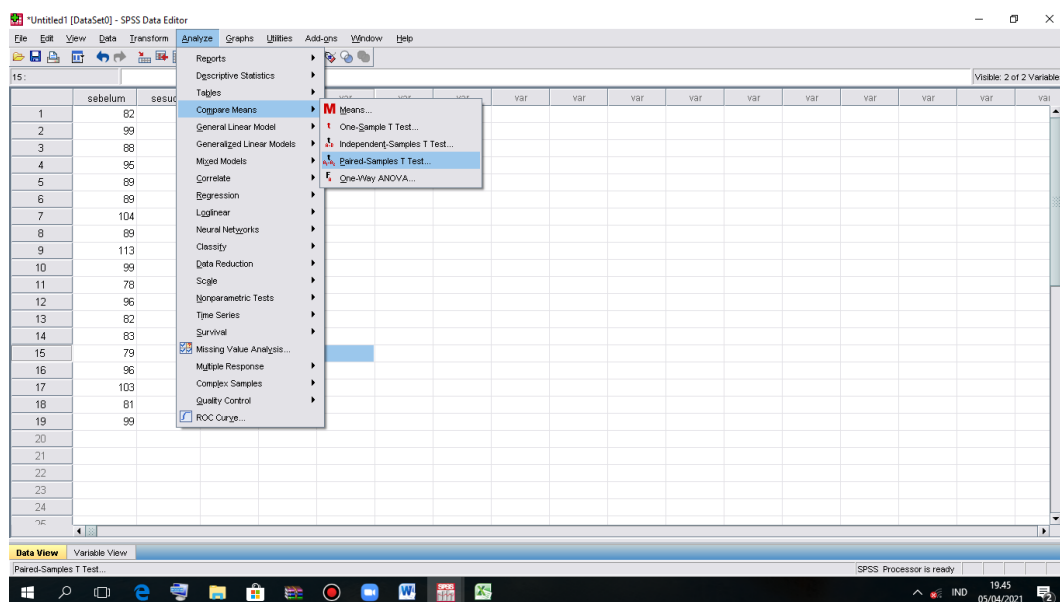 *Untitled1 [DataSet0] - SPSS Data Editor
File Edit View Data Transform Analyze Graphs Utilities Add-ons Window Help
15 :
Visible: 2 of 2 Variable
sebelum sesud var var var var var var var var var var var
1 82
2 99
3 88
4 95
5 89
6 89
7 104
8 89
9 113
10 99
11 78
12 96
13 82
14 83
15 79
16 96
17 103
18 81
19 99
20
21
22
23
24
Reports
Descriptive Statistics
Tables
Compare Means
General Linear Model
Generalized Linear Models
Mixed Models
Correlate
Regression
Loglinear
Neural Networks
Classify
Data Reduction
Scale
Nonparametric Tests
Time Series
Survival
Missing Value Analysis...
Multiple Response
Complex Samples
Quality Control
ROC Curve...
M Means...
One-Sample T Test...
Independent-Samples T Test...
Paired-Samples T Test...
One-Way ANOVA...
Data View Variable View
Paired-Samples T Test...
SPSS Processor is ready
IND
19.45
05/04/2021